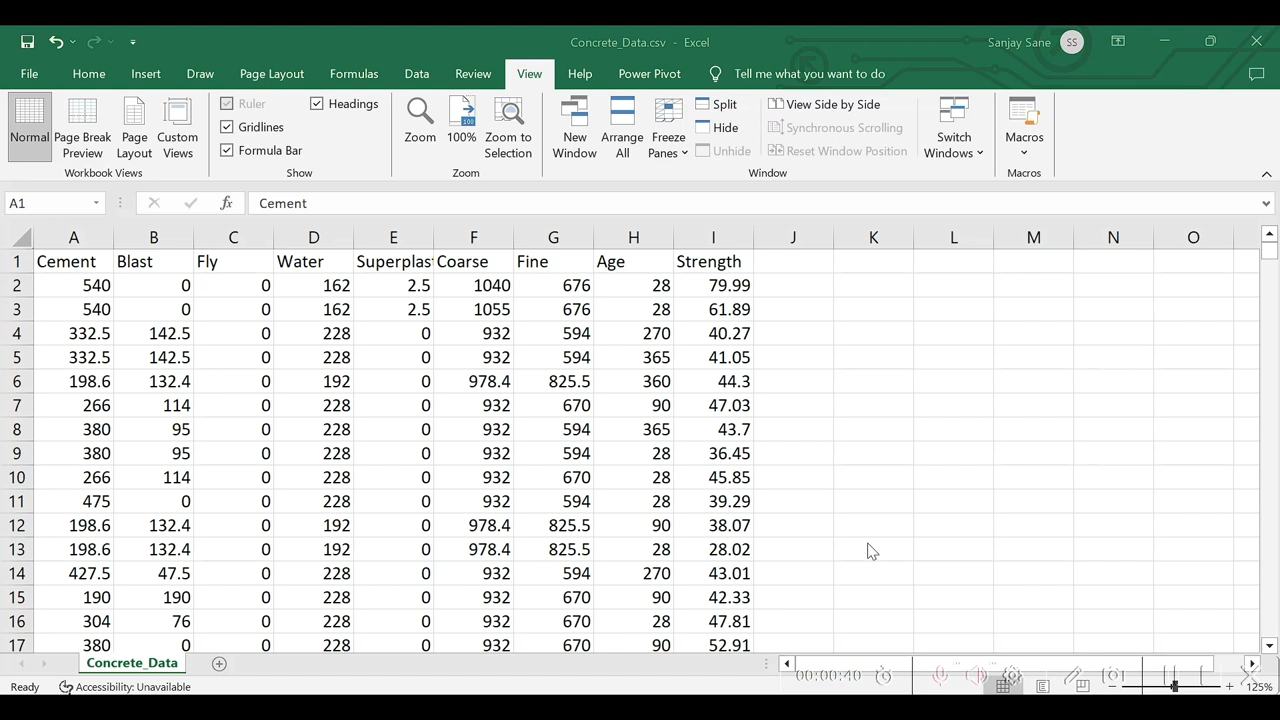 Concrete_Data.csv - Excel Sanjay Sane SS
File Home Insert Draw Page Layout Formulas Data Review View Help Power Pivot Tell me what you want to do
Normal Page Break Preview Page Layout Custom Views
Workbook Views
Ruler Headings
Gridlines
Formula Bar
Show
Zoom 100% Zoom to Selection
Zoom
New Window Arrange All Freeze Panes
Split
Hide
Unhide
View Side by Side
Synchronous Scrolling
Reset Window Position
Switch Windows
Window
Macros
Macros
A1 fx Cement
A B C D E F G H I J K L M N O
1 Cement Blast Fly Water Superplas Coarse Fine Age Strength
2 540 0 0 162 2.5 1040 676 28 79.99
3 540 0 0 162 2.5 1055 676 28 61.89
4 332.5 142.5 0 228 0 932 594 270 40.27
5 332.5 142.5 0 228 0 932 594 365 41.05
6 198.6 132.4 0 192 0 978.4 825.5 360 44.3
7 266 114 0 228 0 932 670 90 47.03
8 380 95 0 228 0 932 594 365 43.7
9 380 95 0 228 0 932 594 28 36.45
10 266 114 0 228 0 932 670 28 45.85
11 475 0 0 228 0 932 594 28 39.29
12 198.6 132.4 0 192 0 978.4 825.5 90 38.07
13 198.6 132.4 0 192 0 978.4 825.5 28 28.02
14 427.5 47.5 0 228 0 932 594 270 43.01
15 190 190 0 228 0 932 670 90 42.33
16 304 76 0 228 0 932 670 28 47.81
17 380 0 0 228 0 932 670 90 52.91
Concrete_Data
00:00:40
Ready Accessibility: Unavailable 125%